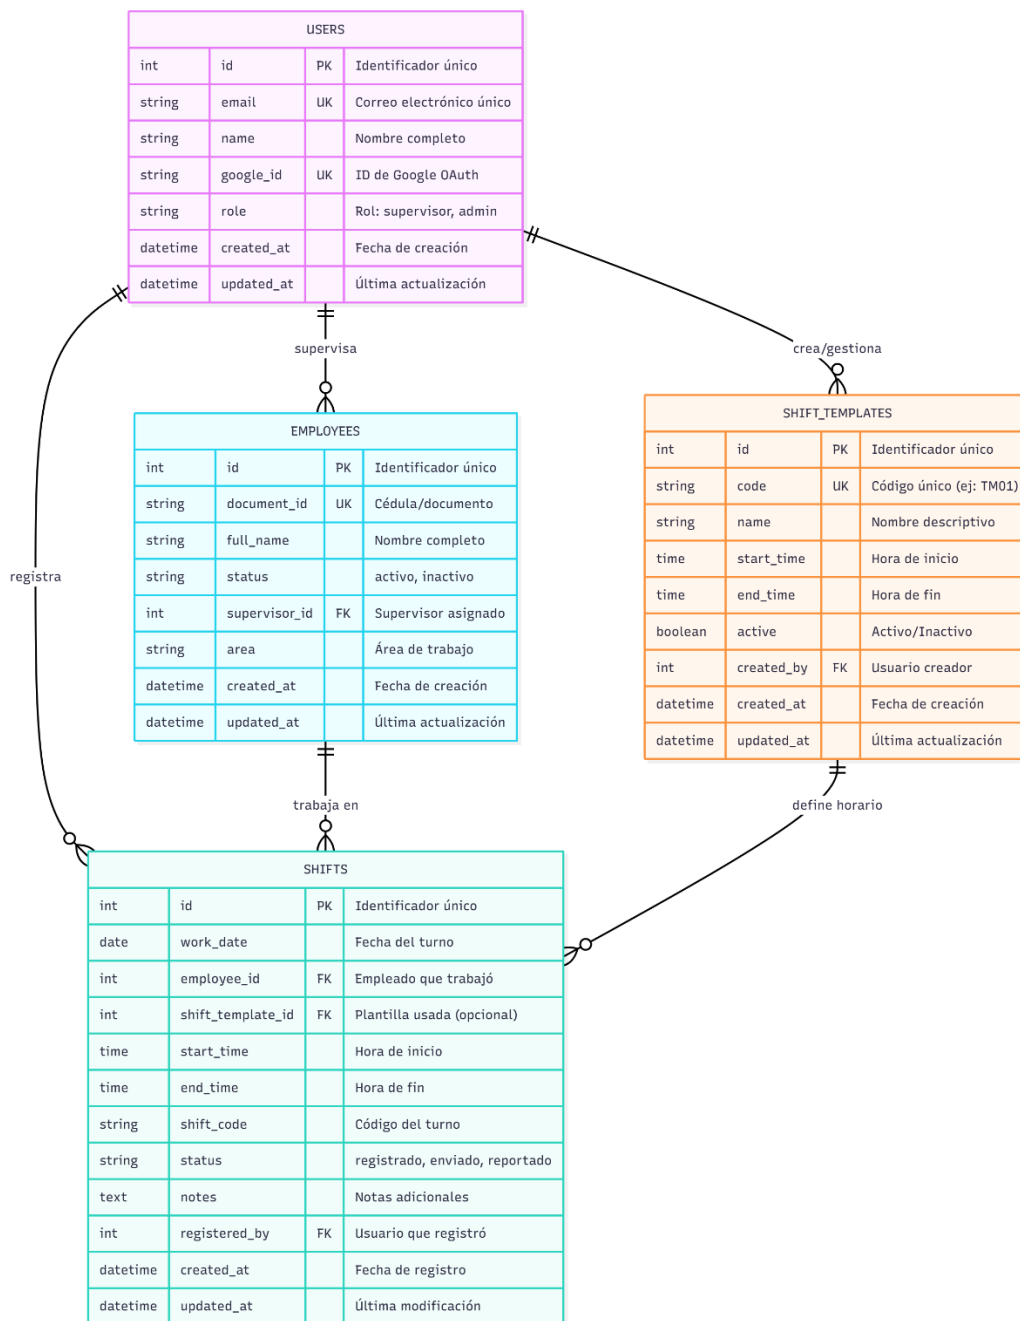 USERS
int id PK Identificador único
string email UK Correo electrónico único
string name Nombre completo
string google_id UK ID de Google OAuth
string role Rol: supervisor, admin
datetime created_at Fecha de creación
datetime updated_at Última actualización
supervisa
crea/gestiona
EMPLOYEES
int id PK Identificador único
string document_id UK Cédula/documento
string full_name Nombre completo
string status activo, inactivo
int supervisor_id FK Supervisor asignado
string area Área de trabajo
datetime created_at Fecha de creación
datetime updated_at Última actualización
SHIFT_TEMPLATES
int id PK Identificador único
string code UK Código único (ej: TM01)
string name Nombre descriptivo
time start_time Hora de inicio
time end_time Hora de fin
boolean active Activo/Inactivo
int created_by FK Usuario creador
datetime created_at Fecha de creación
datetime updated_at Última actualización
registra
trabaja en
define horario
SHIFTS
int id PK Identificador único
date work_date Fecha del turno
int employee_id FK Empleado que trabajó
int shift_template_id FK Plantilla usada (opcional)
time start_time Hora de inicio
time end_time Hora de fin
string shift_code Código del turno
string status registrado, enviado, reportado
text notes Notas adicionales
int registered_by FK Usuario que registró
datetime created_at Fecha de registro
datetime updated_at Última modificación